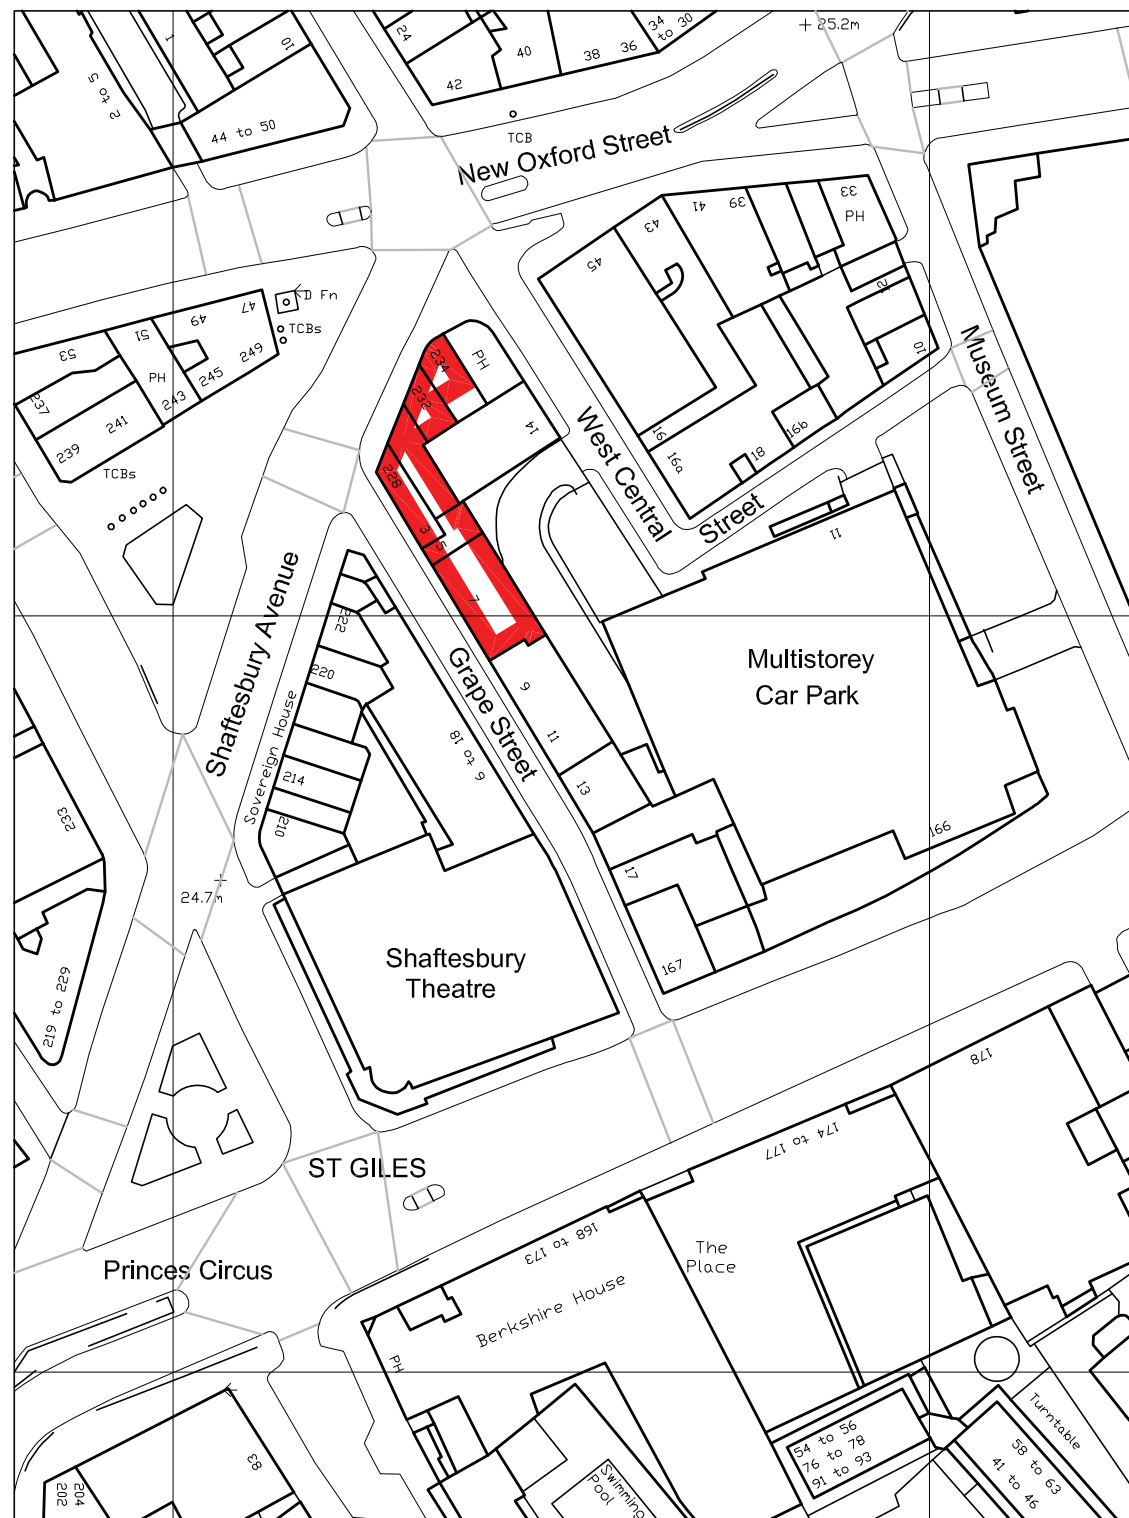 1
10
2 to 5
44 to 50
24
42
40
38
36
34
to
30
25.2m
TCB
New Oxford Street
33
PH
39
41
43
45
12
10
D Fn
TCBs
47
49
51
53
PH
249
245
243
241
239
237
TCBs
234
232
228
PH
14
3
5
7
16
16a
18
16b
West Central
Street
Museum Street
11
Shaftesbury Avenue
222
220
Sovereign House
214
210
Grape Street
6 to 18
9
11
13
17
167
Multistorey
Car Park
166
233
24.7m
219 to 229
Shaftesbury
Theatre
178
174 to 177
ST GILES
168 to 173
The
Place
Princes Circus
Berkshire House
PH
83
204
202
Swimming
Pool
54 to 56
76 to 78
91 to 93
Turntable
58 to 63
41 to 46